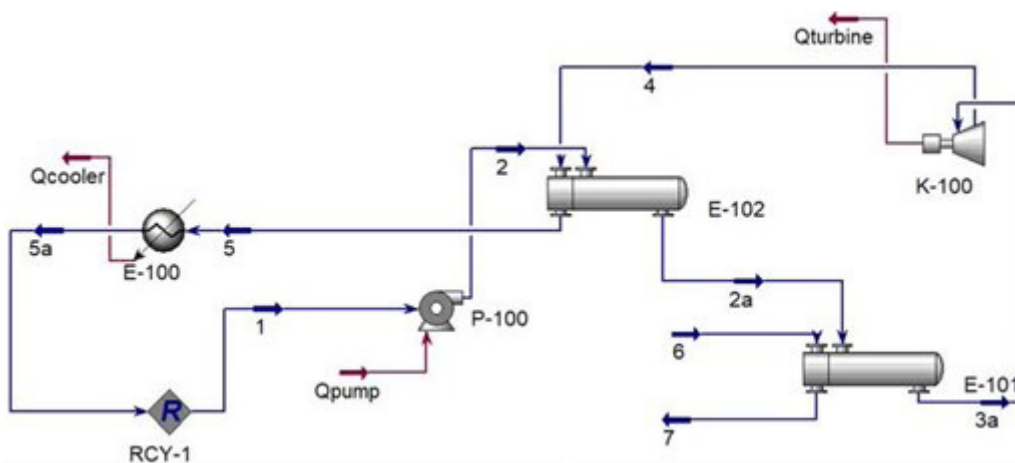 Qturbine
4
K-100
2
Qcooler
E-102
5a
5
E-100
2a
1
P-100
6
Qpump
E-101
3a
7
R
RCY-1